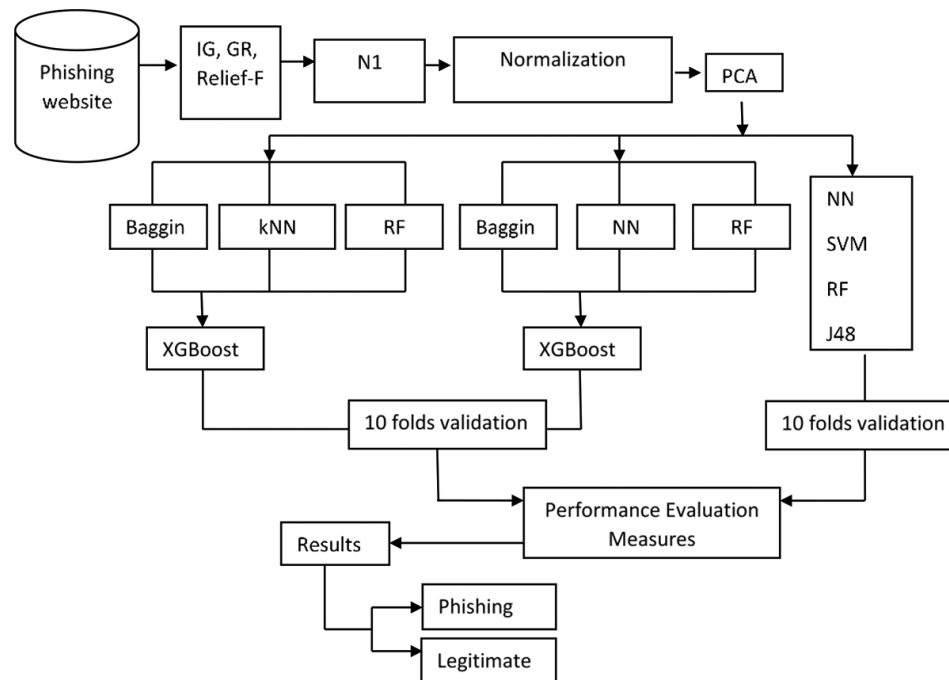 Phishing
website
IG, GR,
Relief-F
N1
Normalization
PCA
Baggin
kNN
RF
Baggin
NN
RF
NN
SVM
RF
J48
XGBoost
XGBoost
10 folds validation
10 folds validation
Performance Evaluation
Measures
Results
Phishing
Legitimate